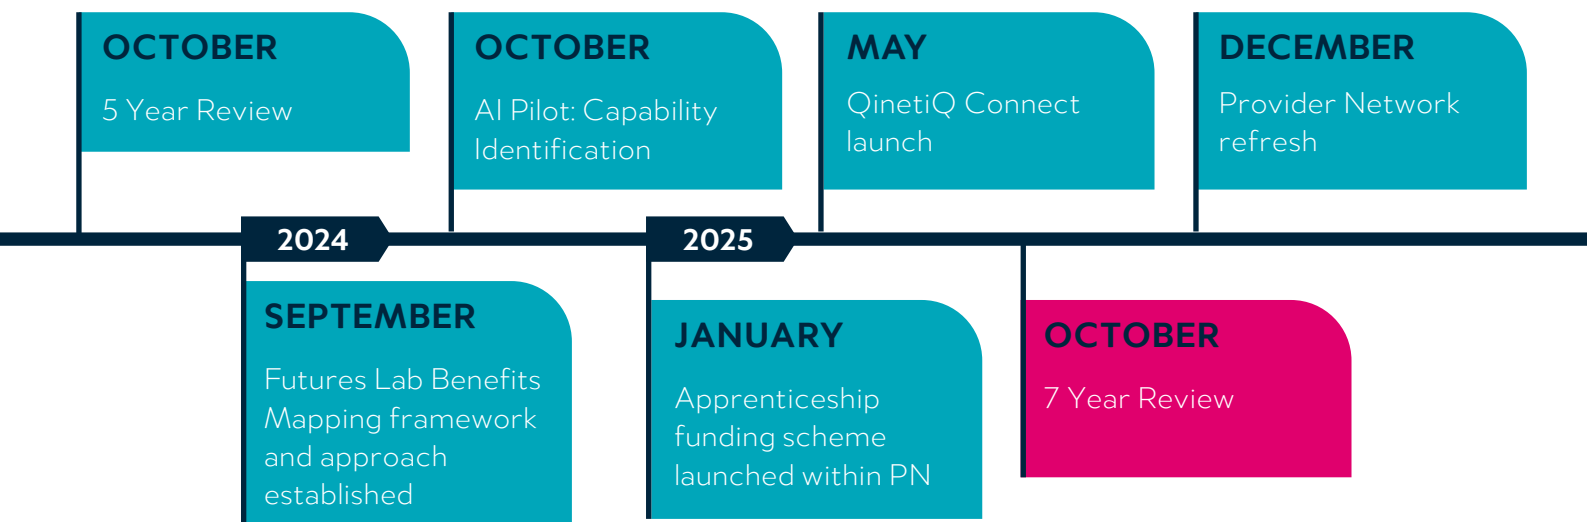 OCTOBER
5 Year Review
OCTOBER
AI Pilot: Capability
Identification
MAY
QinetiQ Connect
launch
DECEMBER
Provider Network
refresh
2024
2025
SEPTEMBER
Futures Lab Benefits
Mapping framework
and approach
established
JANUARY
Apprenticeship
funding scheme
launched within PN
OCTOBER
7 Year Review